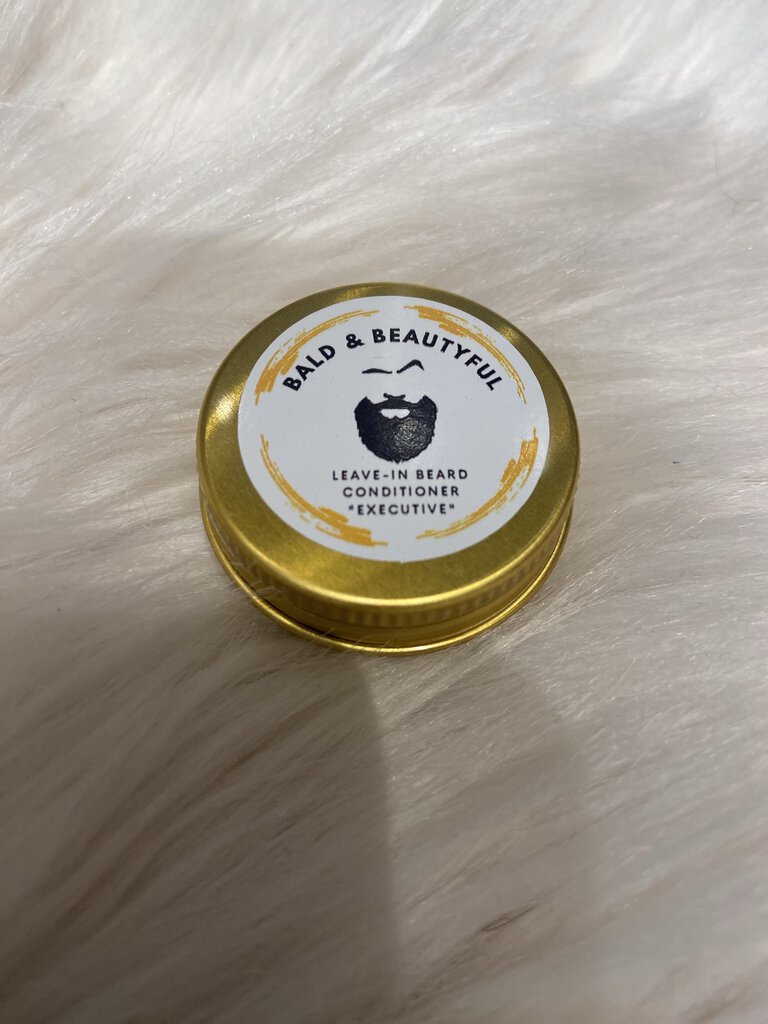 BALD & BEAUTYFUL
LEAVE-IN BEARD
CONDITIONER
"EXECUTIVE"